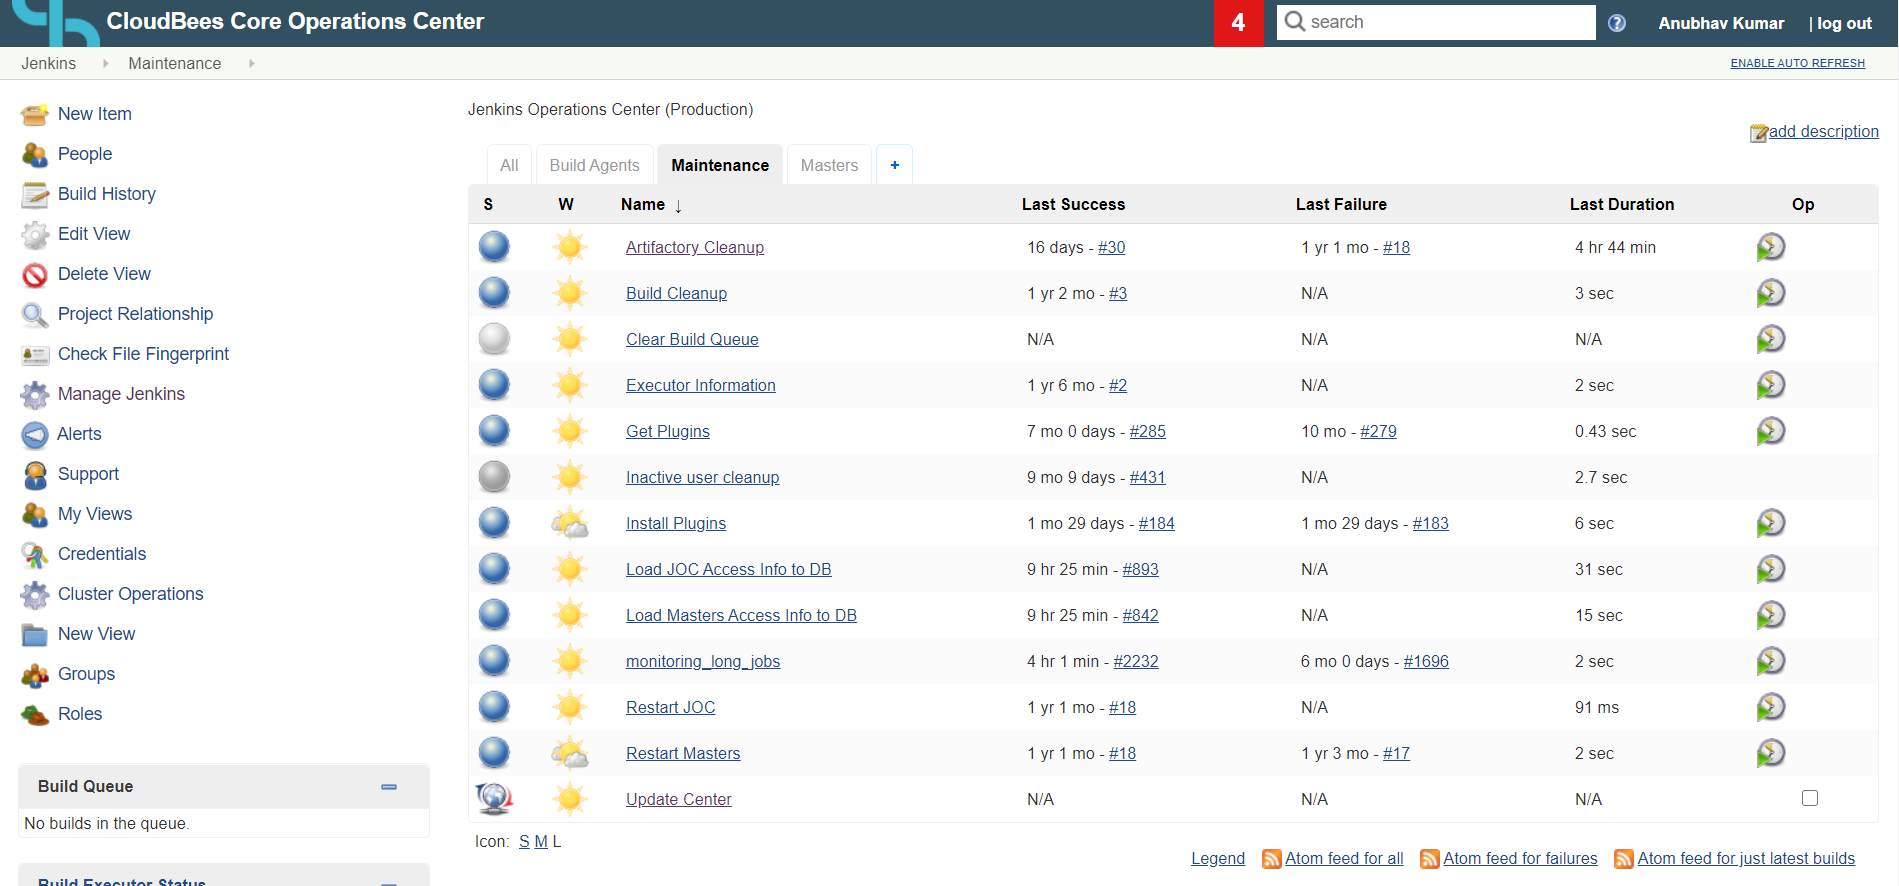 CloudBees Core Operations Center
4
search
Anubhav Kumar
| log out
Jenkins
Maintenance
ENABLE AUTO REFRESH
New Item
People
Build History
Edit View
Delete View
Project Relationship
Check File Fingerprint
Manage Jenkins
Alerts
Support
My Views
Credentials
Cluster Operations
New View
Groups
Roles
Build Queue
No builds in the queue.
Build Executor Status
Jenkins Operations Center (Production)
add description
All Build Agents Maintenance Masters +
S W Name ↓ Last Success Last Failure Last Duration Op
Artifactory Cleanup 16 days - #30 1 yr 1 mo - #18 4 hr 44 min
Build Cleanup 1 yr 2 mo - #3 N/A 3 sec
Clear Build Queue N/A N/A N/A
Executor Information 1 yr 6 mo - #2 N/A 2 sec
Get Plugins 7 mo 0 days - #285 10 mo - #279 0.43 sec
Inactive user cleanup 9 mo 9 days - #431 N/A 2.7 sec
Install Plugins 1 mo 29 days - #184 1 mo 29 days - #183 6 sec
Load JOC Access Info to DB 9 hr 25 min - #893 N/A 31 sec
Load Masters Access Info to DB 9 hr 25 min - #842 N/A 15 sec
monitoring_long_jobs 4 hr 1 min - #2232 6 mo 0 days - #1696 2 sec
Restart JOC 1 yr 1 mo - #18 N/A 91 ms
Restart Masters 1 yr 1 mo - #18 1 yr 3 mo - #17 2 sec
Update Center N/A N/A N/A
Icon: S M L
Legend Atom feed for all Atom feed for failures Atom feed for just latest builds